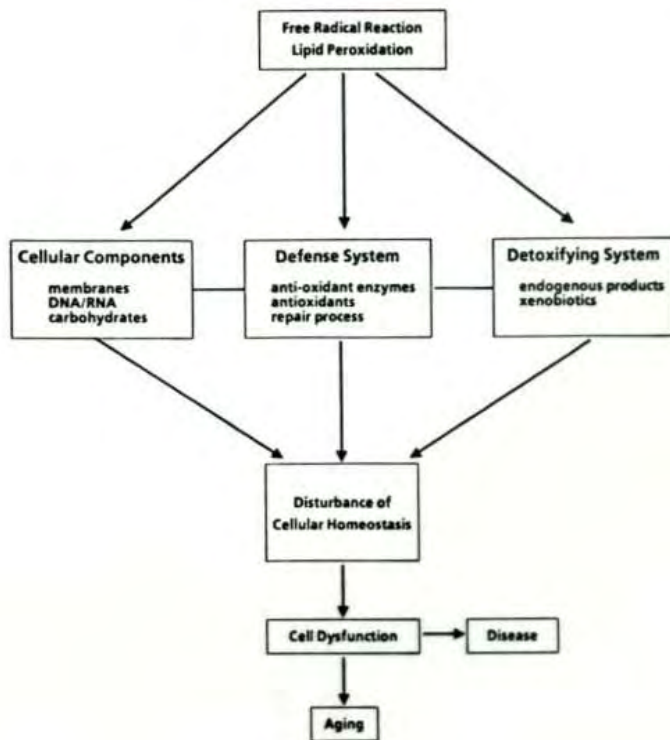 Free Radical Reaction
Lipid Peroxidation
Cellular Components
membranes
DNA/RNA
carbohydrates
Defense System
anti-oxidant enzymes
antioxidants
repair process
Detoxifying System
endogenous products
xenobiotics
Disturbance of
Cellular Homeostasis
Cell Dysfunction
Disease
Aging